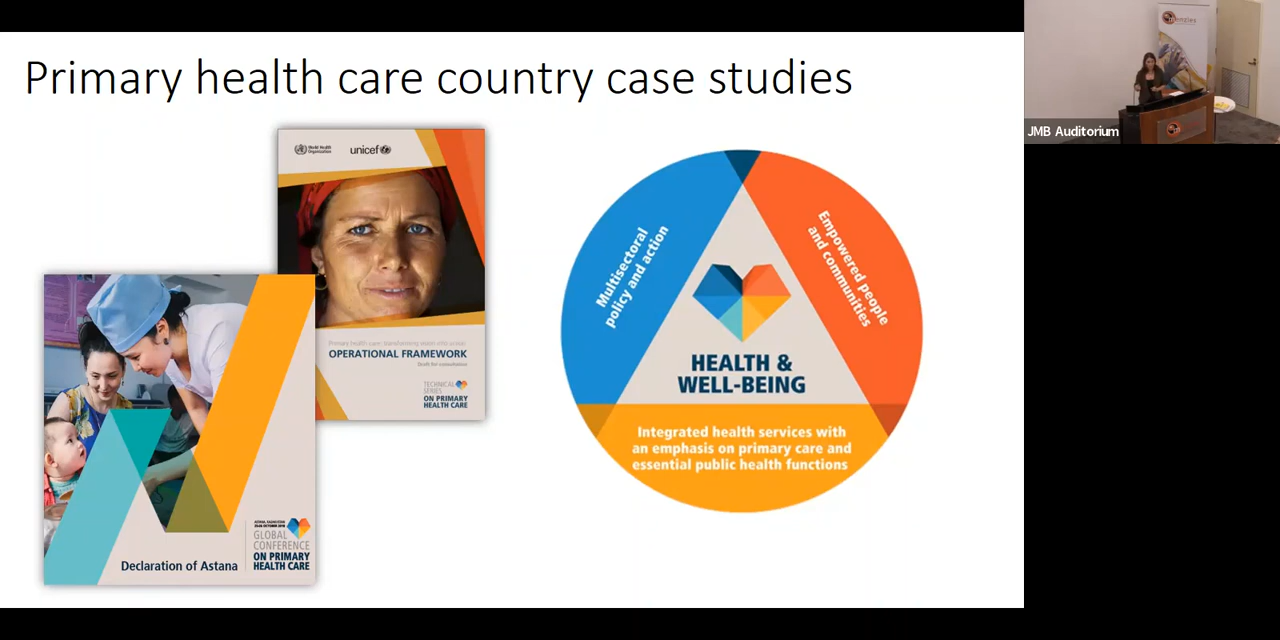 Primary health care country case studies
World Health
Organization
unicef
Primary health care: transforming vision into action
OPERATIONAL FRAMEWORK
Draft for consultation
TECHNICAL
SERIES
ON PRIMARY
HEALTH CARE
Declaration of Astana
GLOBAL
CONFERENCE
ON PRIMARY
HEALTH CARE
Multisectoral
policy and action
Empowered people
and communities
HEALTH &
WELL-BEING
Integrated health services with
an emphasis on primary care and
essential public health functions
menzies
JMB Auditorium